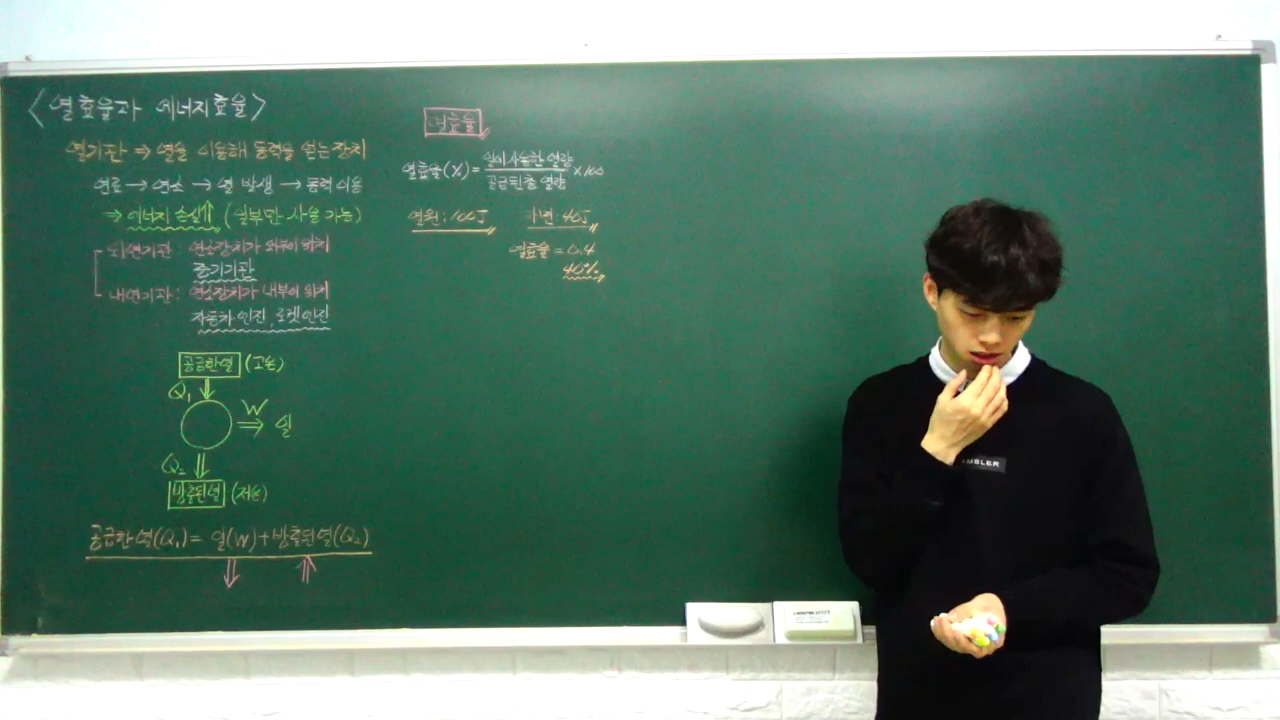 <열효율과 에너지효율>
열기관 ⇒ 열을 이용해 동력을 얻는 장치
연료 → 연소 → 열 발생 → 동력 이용
⇒ 에너지 손실↑ (일부만 사용 가능)
외연기관 : 연소장치가 외부에 위치
증기기관
내연기관 : 연소장치가 내부에 위치
자동차 엔진, 로켓 엔진
공급한 열 (고온)
Q₁
W
일
Q₂
방출된 열 (저온)
공급한 열(Q₁) = 일(W) + 방출된 열(Q₂)
열효율
열효율(%) = 일에 사용한 열량 / 공급된 총 열량 × 100
열원 : 100J 가변 40J
열효율 = 0.4
40%
MBLER